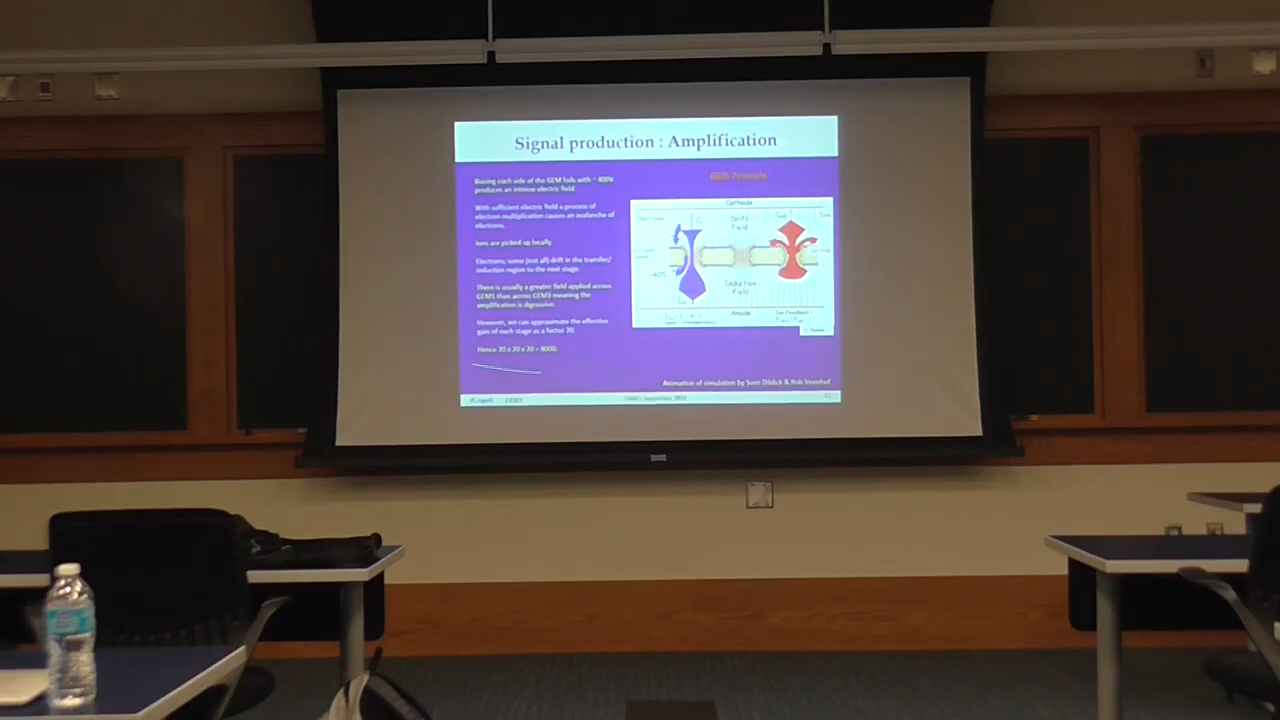 Signal production : Amplification
Biasing each side of the GEM foils with ~ 400V
produces an intense electric field.
With sufficient electric field a process of
electron multiplication causes an avalanche of
electrons.
Ions are picked up locally.
Electrons; some (not all) drift in the transfer/
induction region to the next stage.
There is usually a greater field applied across
GEM1 than across GEM3 meaning the
amplification is digressive.
However, we can approximate the effective
gain of each stage as a factor 20.
Hence 20 x 20 x 20 = 8000.
GEM Principle
Cathode
Drift
Field
Induction
Field
Anode
Animation of simulation by Sven Dildick & Rob Veenhof